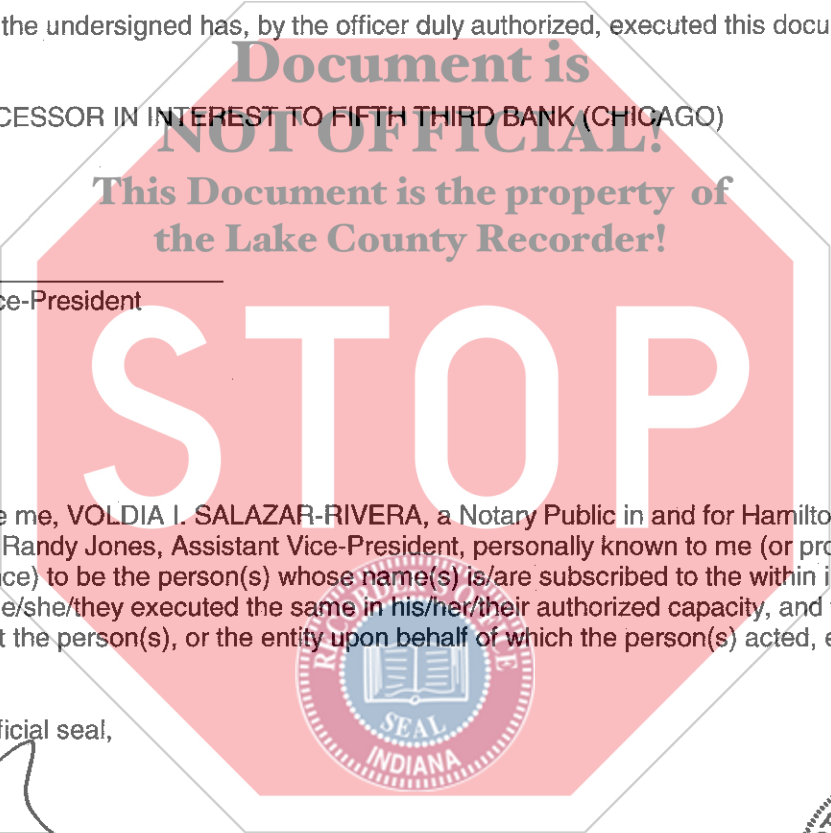 the undersigned has, by the officer duly authorized, executed this docu
Document is
CESSOR IN INTEREST TO FIFTH THIRD BANK (CHICAGO)
NOT OFFICIAL!
This Document is the property of
the Lake County Recorder!
ce-President
STOP
e me, VOLDIA I. SALAZAR-RIVERA, a Notary Public in and for Hamilto
Randy Jones, Assistant Vice-President, personally known to me (or pro
nce) to be the person(s) whose name(s) is/are subscribed to the within i
e/she/they executed the same in his/her/their authorized capacity, and
t the person(s), or the entity upon behalf of which the person(s) acted, e
RECORDER'S OFFICE
SEAL
INDIANA
ficial seal,